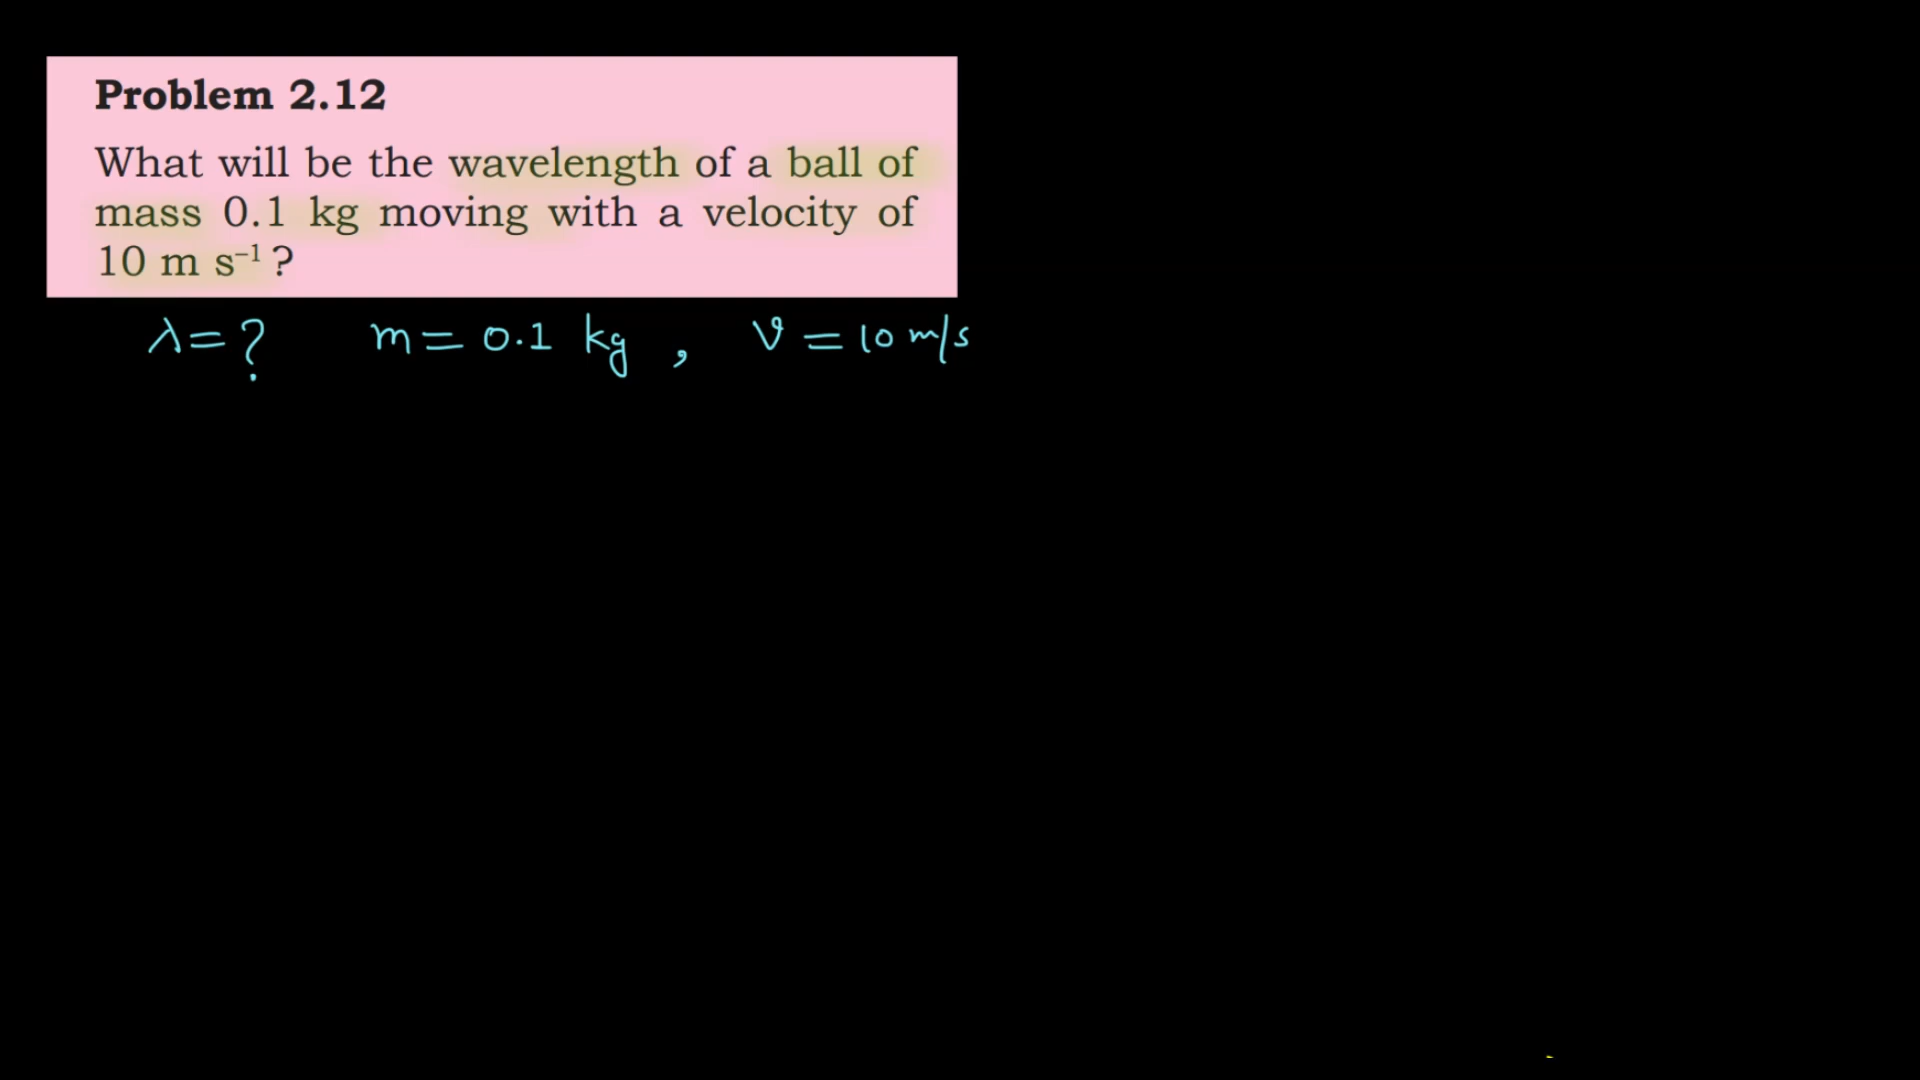 Problem 2.12
What will be the wavelength of a ball of
mass 0.1 kg moving with a velocity of
10 m s⁻¹ ?
λ = ? m = 0.1 kg , v = 10 m/s